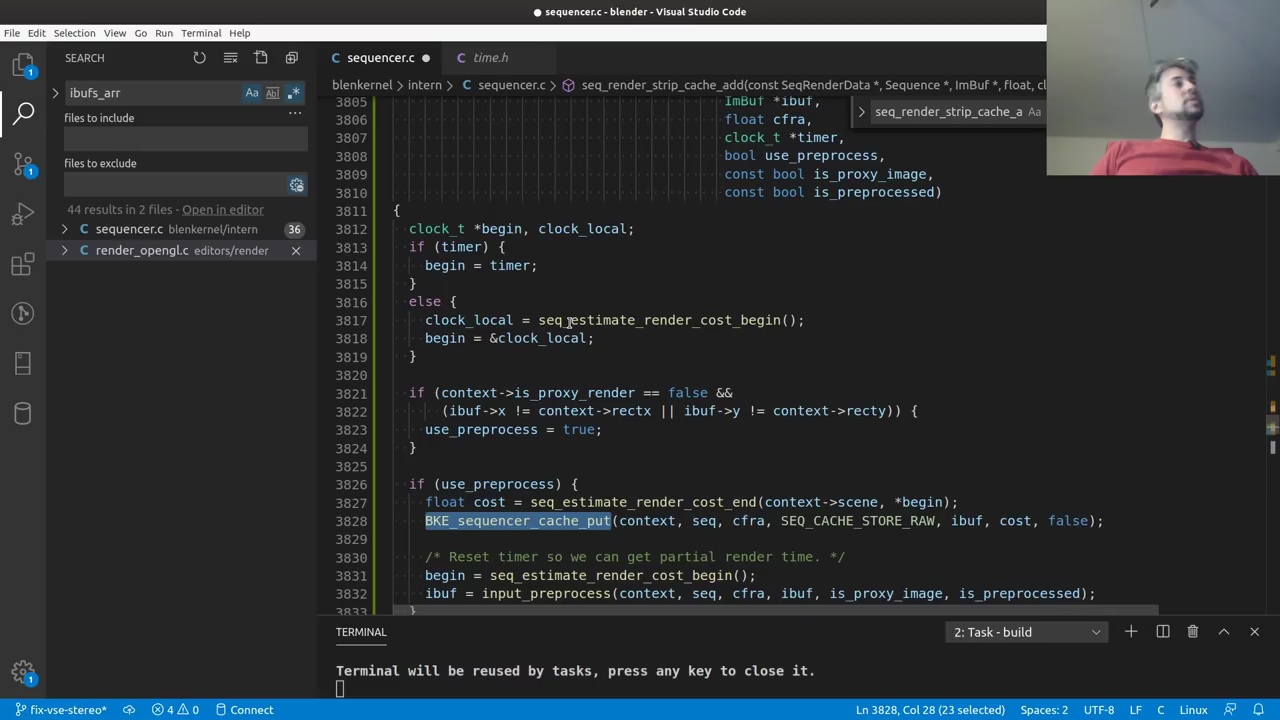 ● sequencer.c - blender - Visual Studio Code
File Edit Selection View Go Run Terminal Help
SEARCH
sequencer.c ●
time.h
ibufs_arr
blenkernel > intern > sequencer.c > seq_render_strip_cache_add(const SeqRenderData *, Sequence *, ImBuf *, float, cl
files to include
files to exclude
44 results in 2 files - Open in editor
sequencer.c blenkernel/intern 36
render_opengl.c editors/render
seq_render_strip_cache_a
3805 ImBuf *ibuf,
3806 float cfra,
3807 clock_t *timer,
3808 bool use_preprocess,
3809 const bool is_proxy_image,
3810 const bool is_preprocessed)
3811 {
3812 clock_t *begin, clock_local;
3813 if (timer) {
3814 begin = timer;
3815 }
3816 else {
3817 clock_local = seq_estimate_render_cost_begin();
3818 begin = &clock_local;
3819 }
3820
3821 if (context->is_proxy_render == false &&
3822 (ibuf->x != context->rectx || ibuf->y != context->recty)) {
3823 use_preprocess = true;
3824 }
3825
3826 if (use_preprocess) {
3827 float cost = seq_estimate_render_cost_end(context->scene, *begin);
3828 BKE_sequencer_cache_put(context, seq, cfra, SEQ_CACHE_STORE_RAW, ibuf, cost, false);
3829
3830 /* Reset timer so we can get partial render time. */
3831 begin = seq_estimate_render_cost_begin();
3832 ibuf = input_preprocess(context, seq, cfra, ibuf, is_proxy_image, is_preprocessed);
3833 }
TERMINAL
2: Task - build
Terminal will be reused by tasks, press any key to close it.
fix-vse-stereo* 4 0 Connect
Ln 3828, Col 28 (23 selected) Spaces: 2 UTF-8 LF C Linux